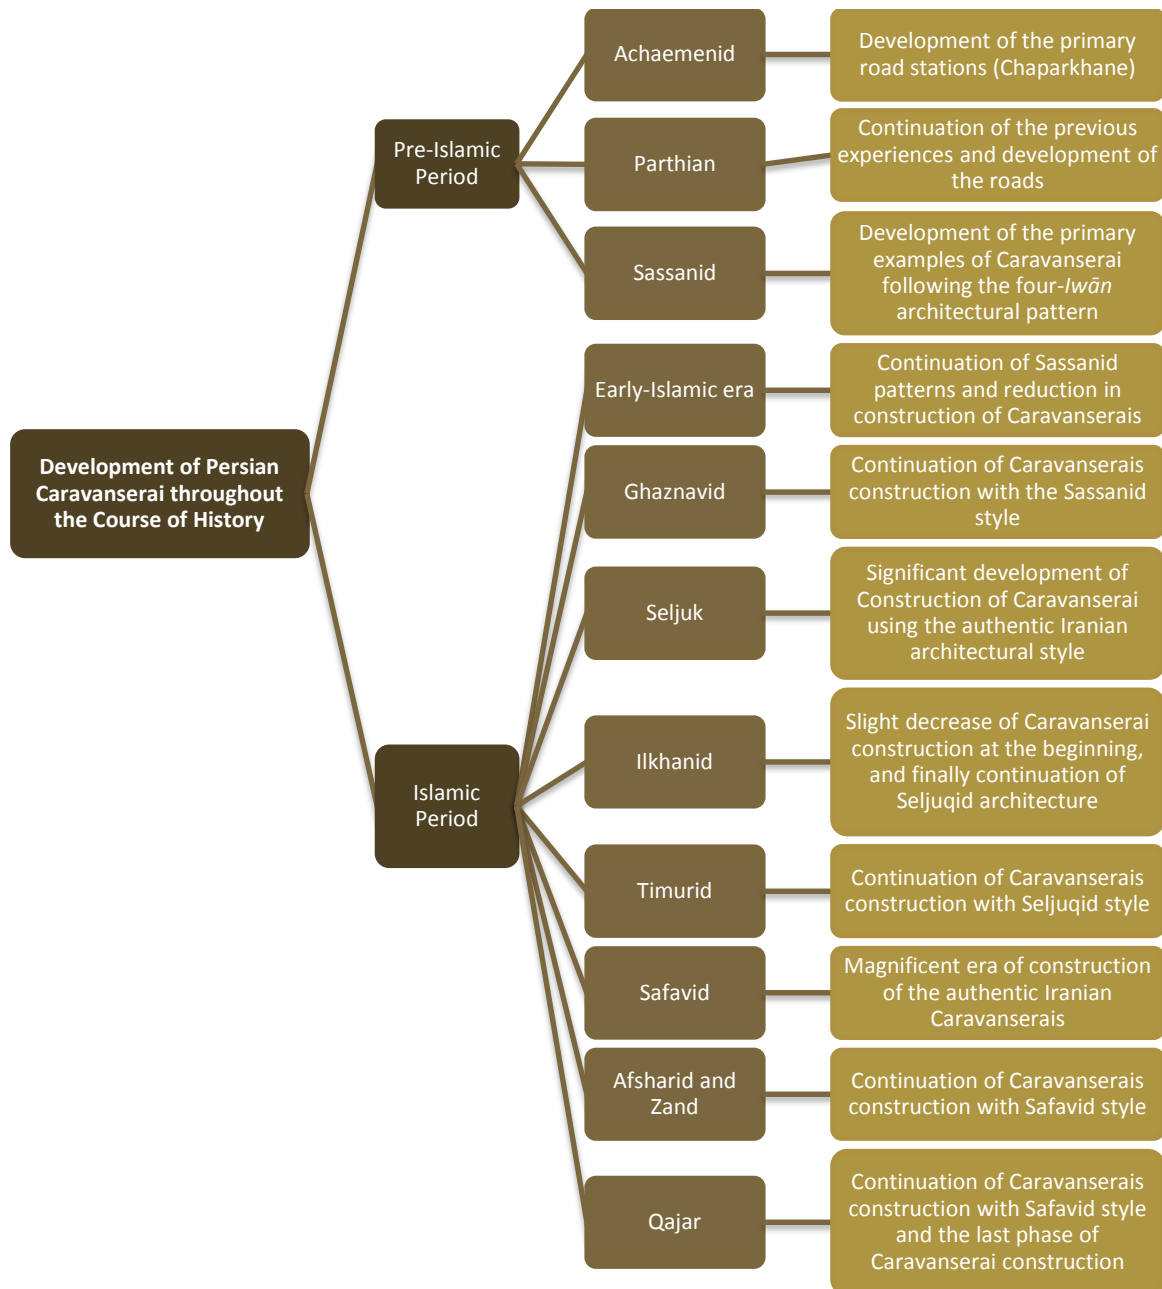 Development of Persian
Caravanserai throughout
the Course of History
Pre-Islamic
Period
Achaemenid
Development of the primary
road stations (Chaparkhane)
Parthian
Continuation of the previous
experiences and development of
the roads
Sassanid
Development of the primary
examples of Caravanserai
following the four-Iwān
architectural pattern
Islamic
Period
Early-Islamic era
Continuation of Sassanid
patterns and reduction in
construction of Caravanserais
Ghaznavid
Continuation of Caravanserais
construction with the Sassanid
style
Seljuk
Significant development of
Construction of Caravanserai
using the authentic Iranian
architectural style
Ilkhanid
Slight decrease of Caravanserai
construction at the beginning,
and finally continuation of
Seljuqid architecture
Timurid
Continuation of Caravanserais
construction with Seljuqid style
Safavid
Magnificent era of construction
of the authentic Iranian
Caravanserais
Afsharid and
Zand
Continuation of Caravanserais
construction with Safavid style
Qajar
Continuation of Caravanserais
construction with Safavid style
and the last phase of
Caravanserai construction